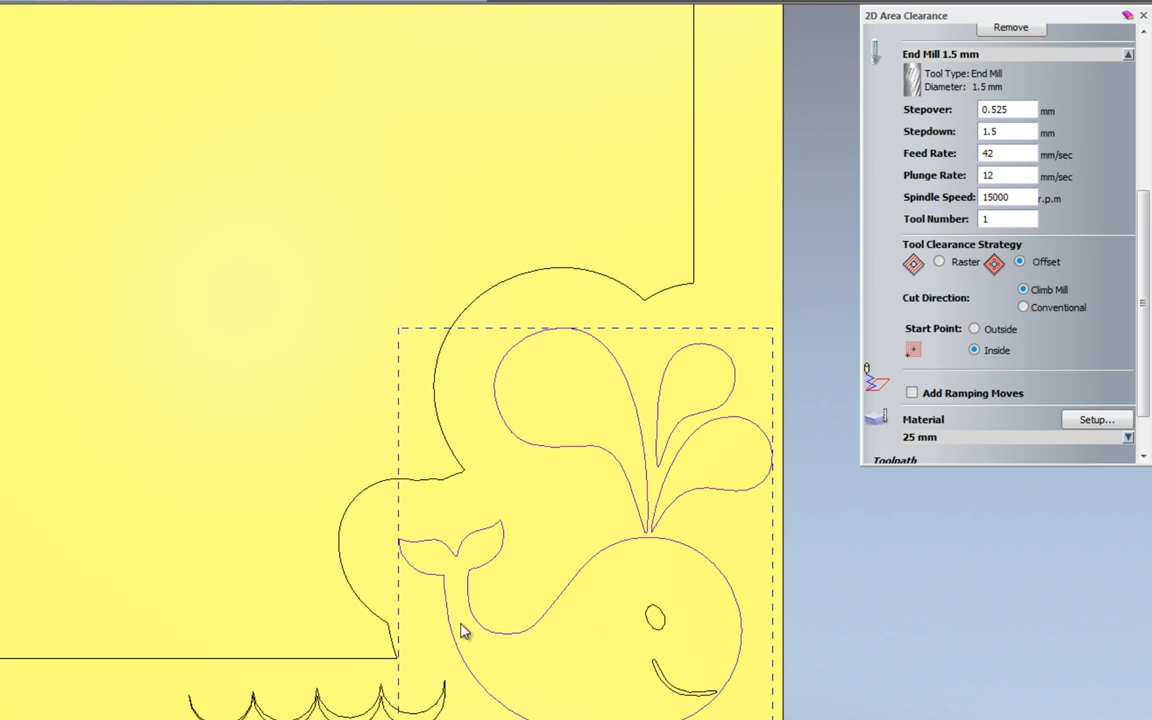 2D Area Clearance
Remove
End Mill 1.5 mm
Tool Type: End Mill
Diameter: 1.5 mm
Stepover: 0.525 mm
Stepdown: 1.5 mm
Feed Rate: 42 mm/sec
Plunge Rate: 12 mm/sec
Spindle Speed: 15000 r.p.m
Tool Number: 1
Tool Clearance Strategy
Raster Offset
Cut Direction: Climb Mill
Conventional
Start Point: Outside
Inside
Add Ramping Moves
Material Setup...
25 mm
Toolpath